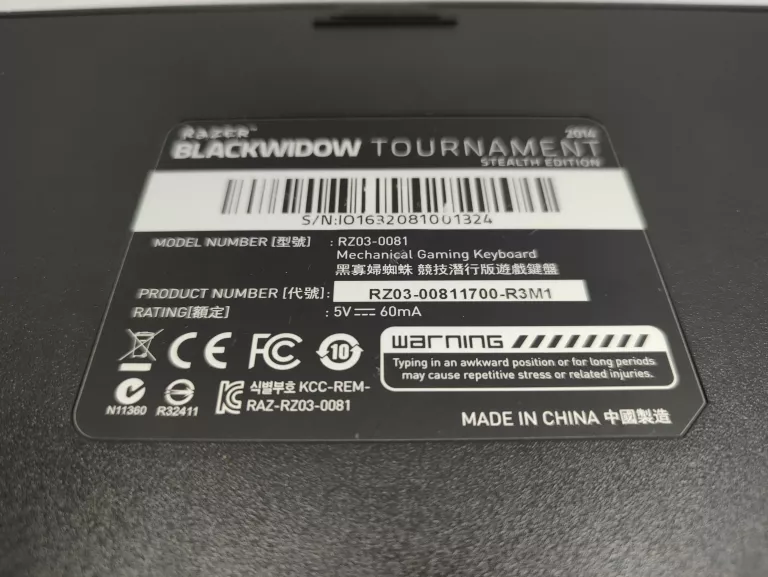 RAZER™
BLACKWIDOW TOURNAMENT 2014
STEALTH EDITION
S/N:IO1632081001324
MODEL NUMBER [型號] : RZ03-0081
Mechanical Gaming Keyboard
黑寡婦蜘蛛 競技潛行版遊戲鍵盤
PRODUCT NUMBER [代號]: RZ03-00811700-R3M1
RATING[額定] : 5V 60mA
CE FC 10
warning
Typing in an awkward position or for long periods
may cause repetitive stress or related injuries.
N11360 R32411
식별부호 KCC-REM-
RAZ-RZ03-0081
MADE IN CHINA 中國製造